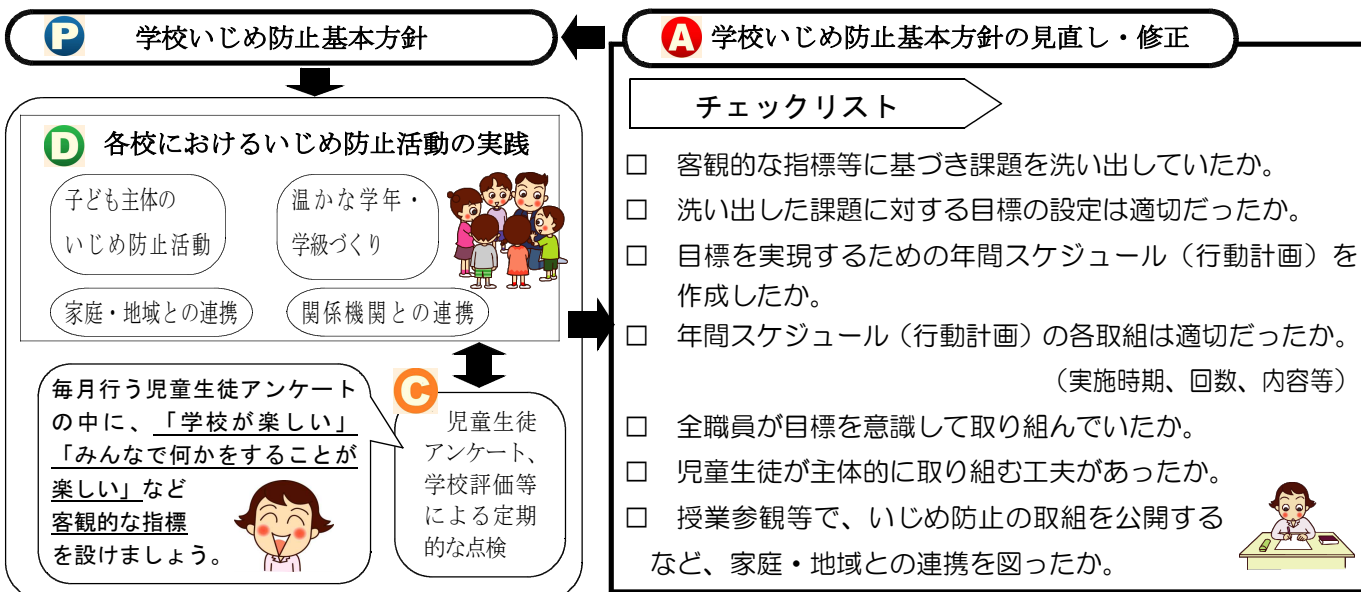 P 学校いじめ防止基本方針
D 各校におけるいじめ防止活動の実践
子ども主体の
いじめ防止活動
温かな学年・
学級づくり
家庭・地域との連携
関係機関との連携
毎月行う児童生徒アンケート
の中に、「学校が楽しい」
「みんなで何かをすることが
楽しい」など
客観的な指標
を設けましょう。
C
児童生徒
アンケート、
学校評価等
による定期
的な点検
A 学校いじめ防止基本方針の見直し・修正
チェックリスト
□ 客観的な指標等に基づき課題を洗い出していたか。
□ 洗い出した課題に対する目標の設定は適切だったか。
□ 目標を実現するための年間スケジュール（行動計画）を
作成したか。
□ 年間スケジュール（行動計画）の各取組は適切だったか。
（実施時期、回数、内容等）
□ 全職員が目標を意識して取り組んでいたか。
□ 児童生徒が主体的に取り組む工夫があったか。
□ 授業参観等で、いじめ防止の取組を公開する
など、家庭・地域との連携を図ったか。